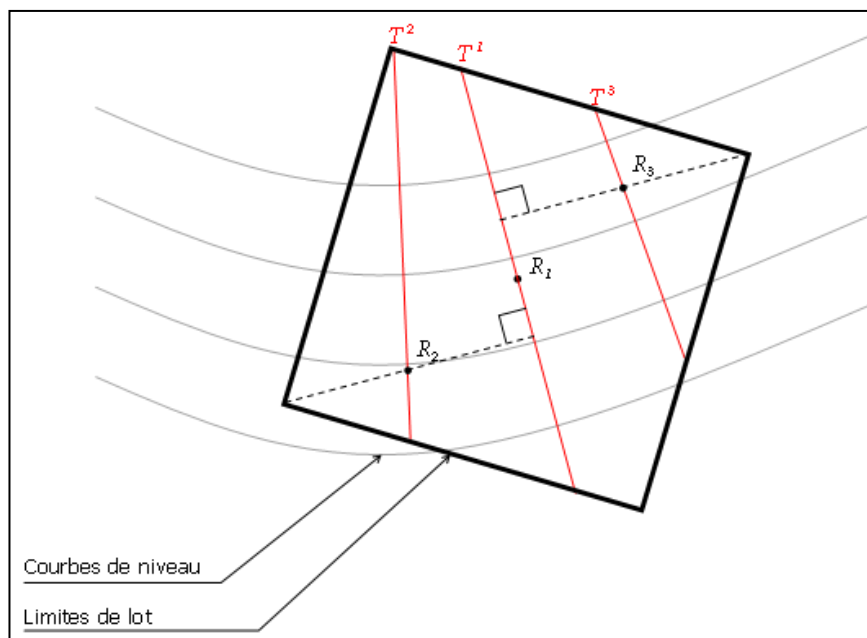 T²
T¹
T³
R₃
R₁
R₂
Courbes de niveau
Limites de lot